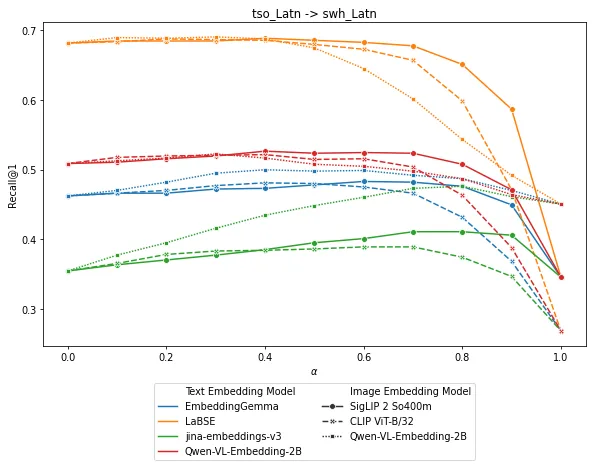 tso_Latn -> swh_Latn
Recall@1
0.7
0.6
0.5
0.4
0.3
0.0 0.2 0.4 0.6 0.8 1.0
α
Text Embedding Model Image Embedding Model
EmbeddingGemma SigLIP 2 So400m
LaBSE CLIP ViT-B/32
jina-embeddings-v3 Qwen-VL-Embedding-2B
Qwen-VL-Embedding-2B